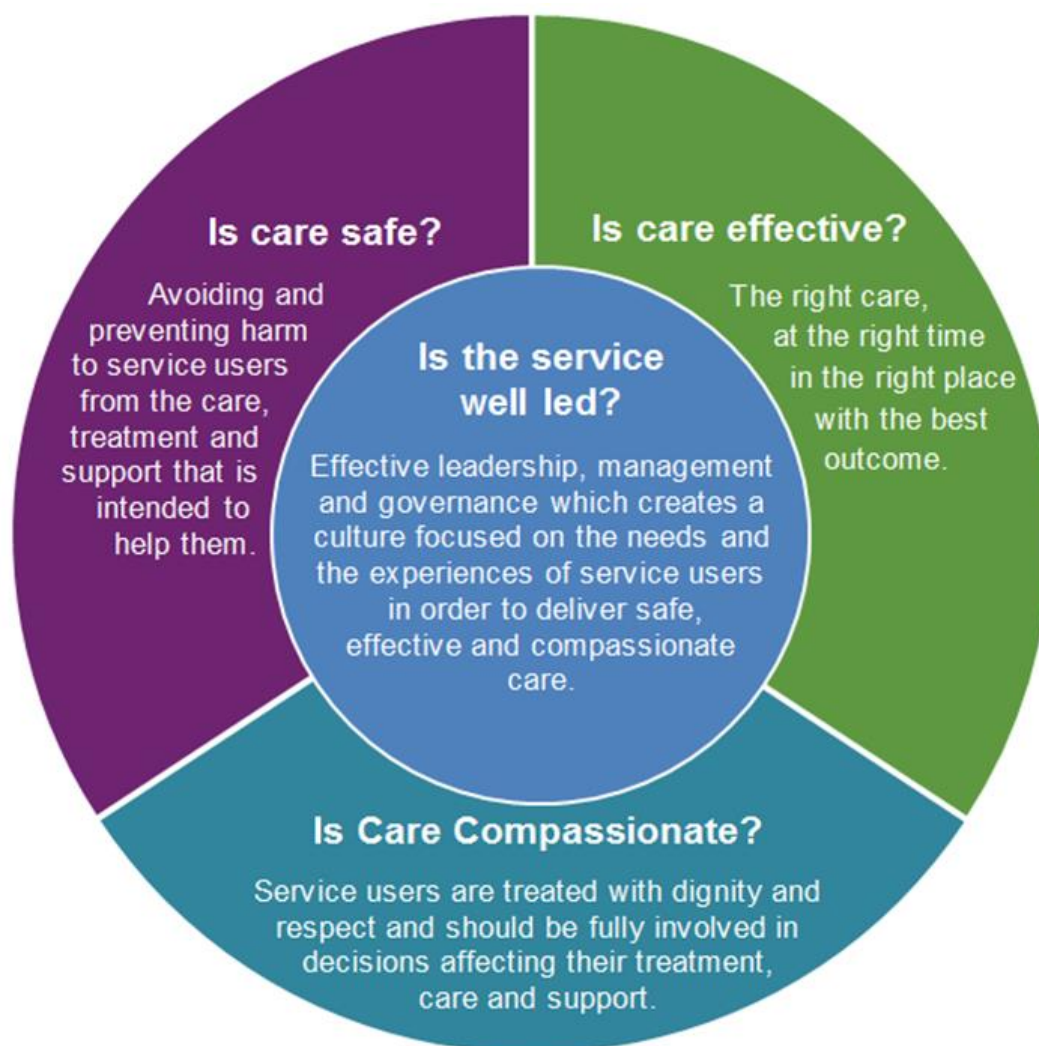 Is care safe?
Avoiding and
preventing harm
to service users
from the care,
treatment and
support that is
intended to
help them.
Is care effective?
The right care,
at the right time
in the right place
with the best
outcome.
Is the service
well led?
Effective leadership, management
and governance which creates a
culture focused on the needs and
the experiences of service users
in order to deliver safe,
effective and compassionate
care.
Is Care Compassionate?
Service users are treated with dignity and
respect and should be fully involved in
decisions affecting their treatment,
care and support.